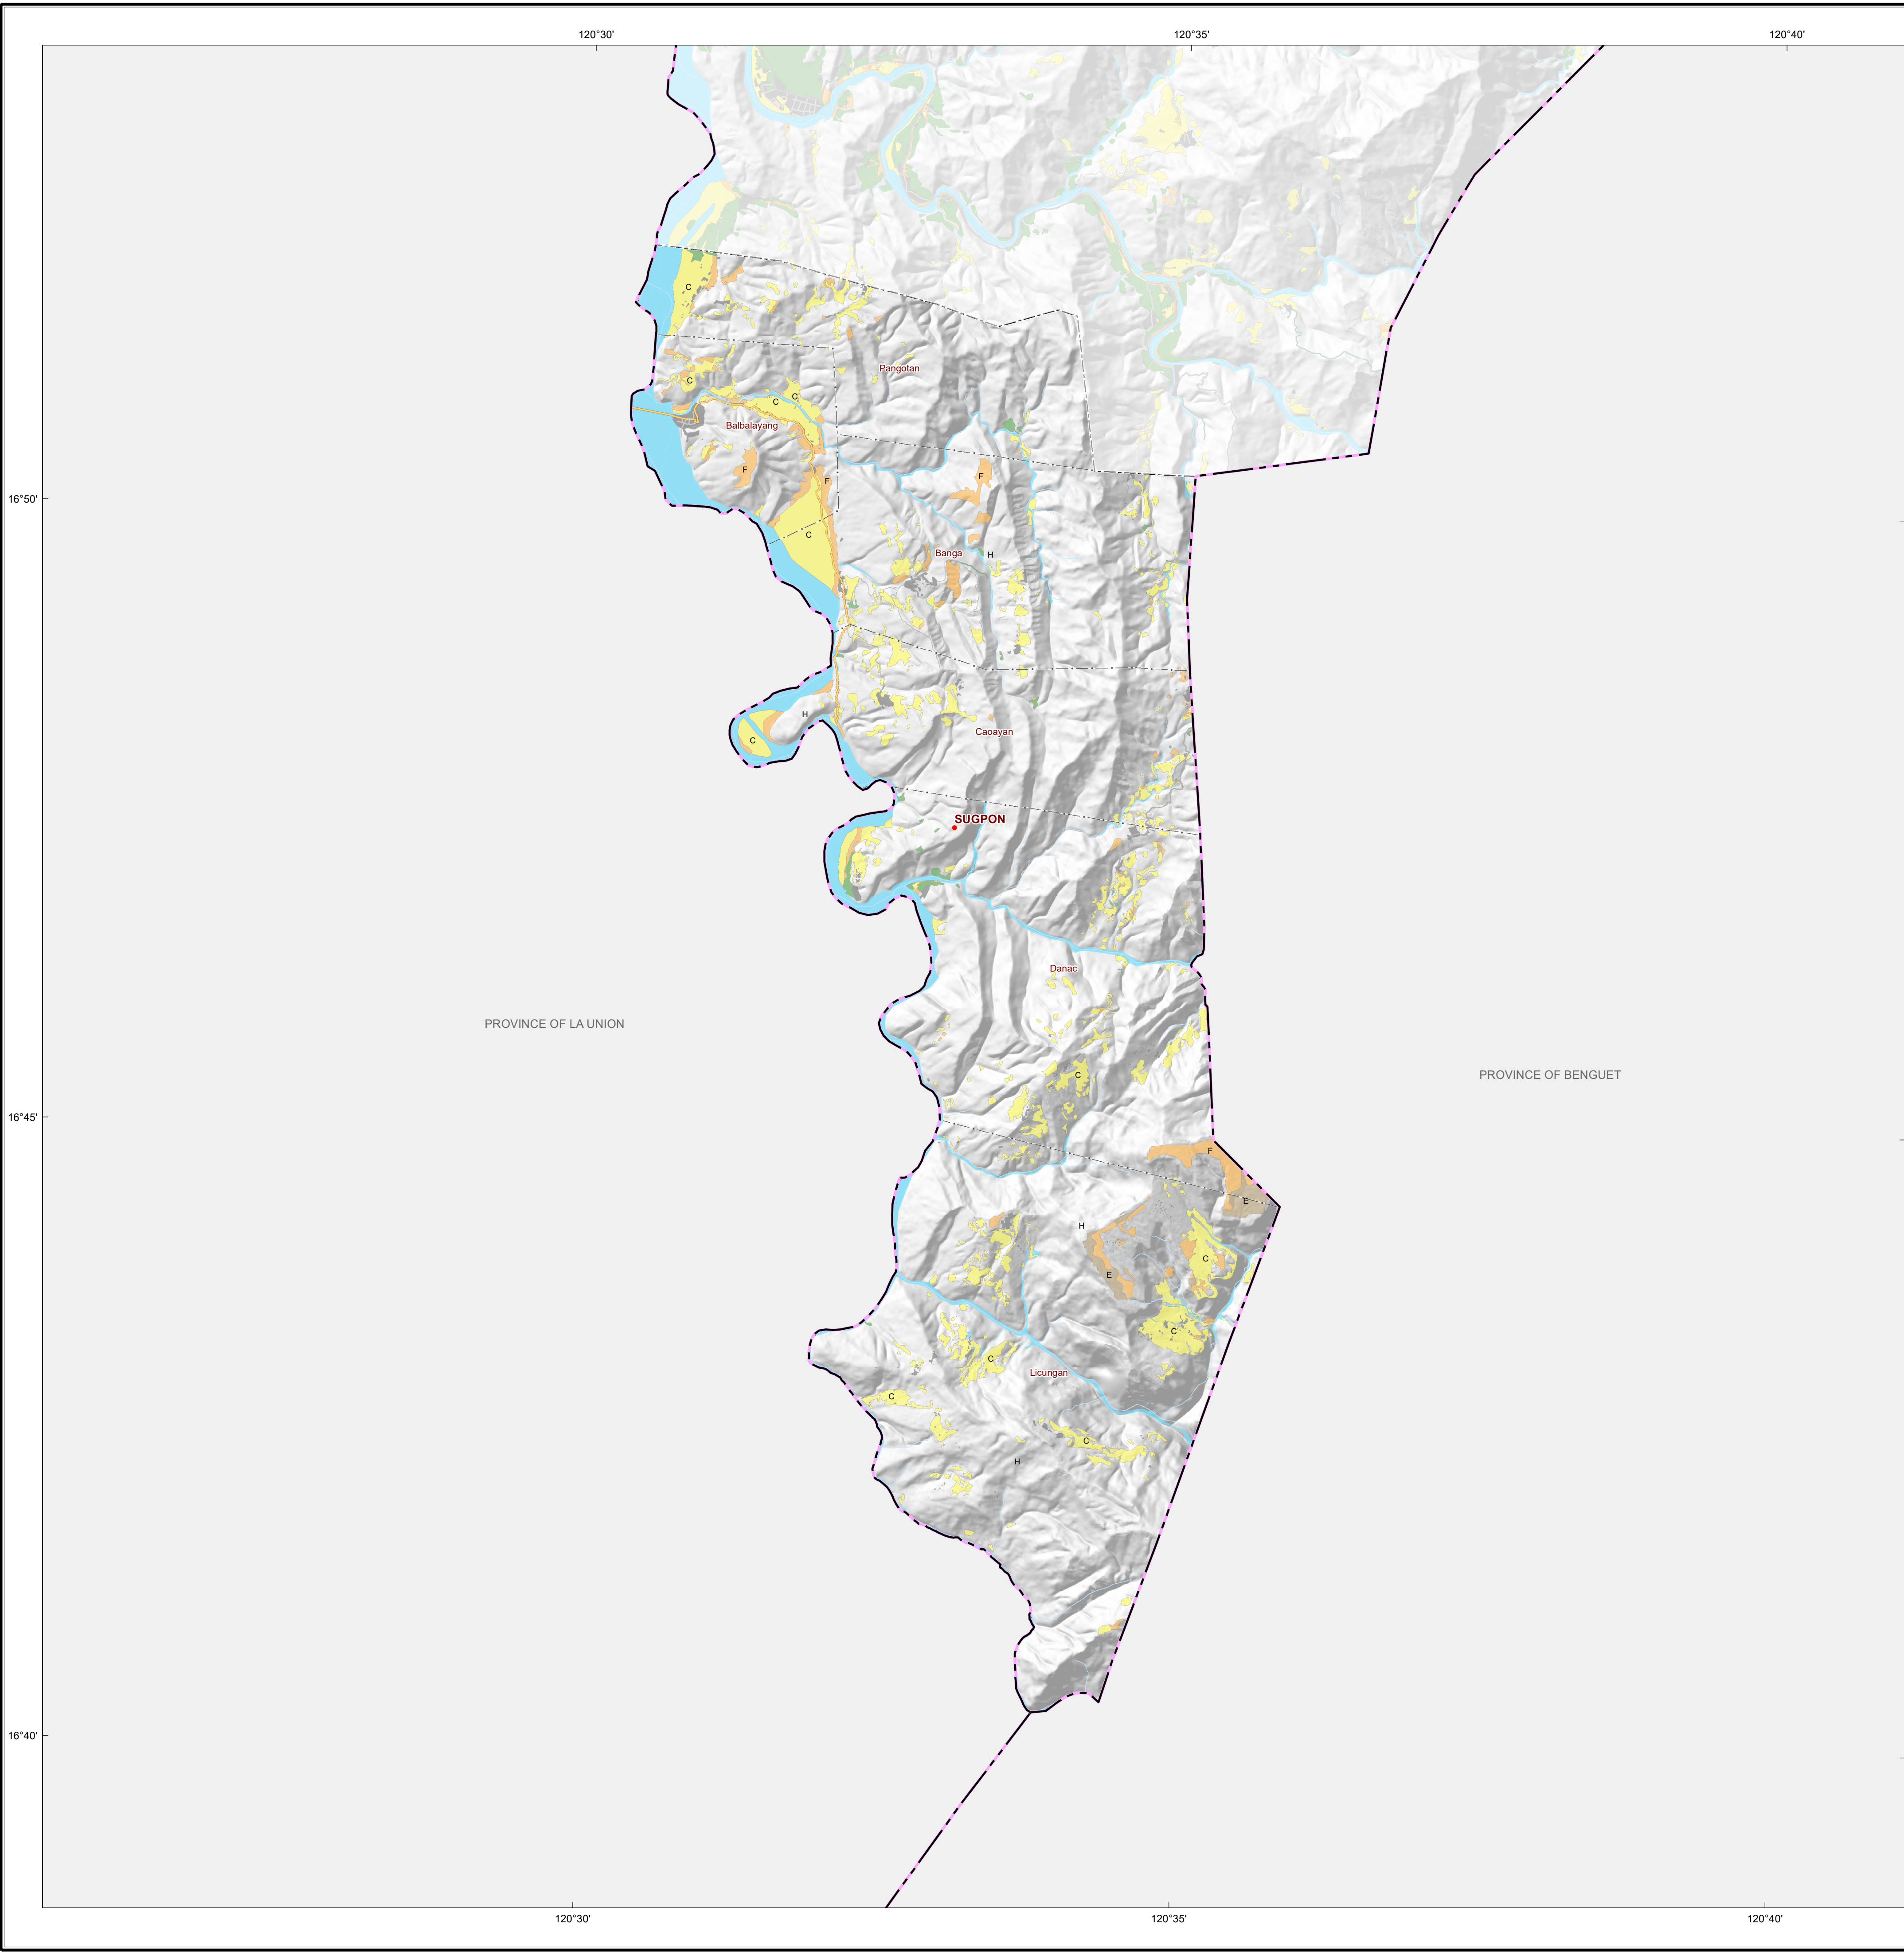 120°30'
120°35'
120°40'
C
Pangotan
C
C
C
Balbalayang
F
F
F
16°50'
C
Banga
H
H
Caoayan
C
SUGPON
Danac
PROVINCE OF LA UNION
PROVINCE OF BENGUET
C
16°45'
F
E
H
C
E
C
C
Licungan
C
C
H
16°40'
120°30'
120°35'
120°40'